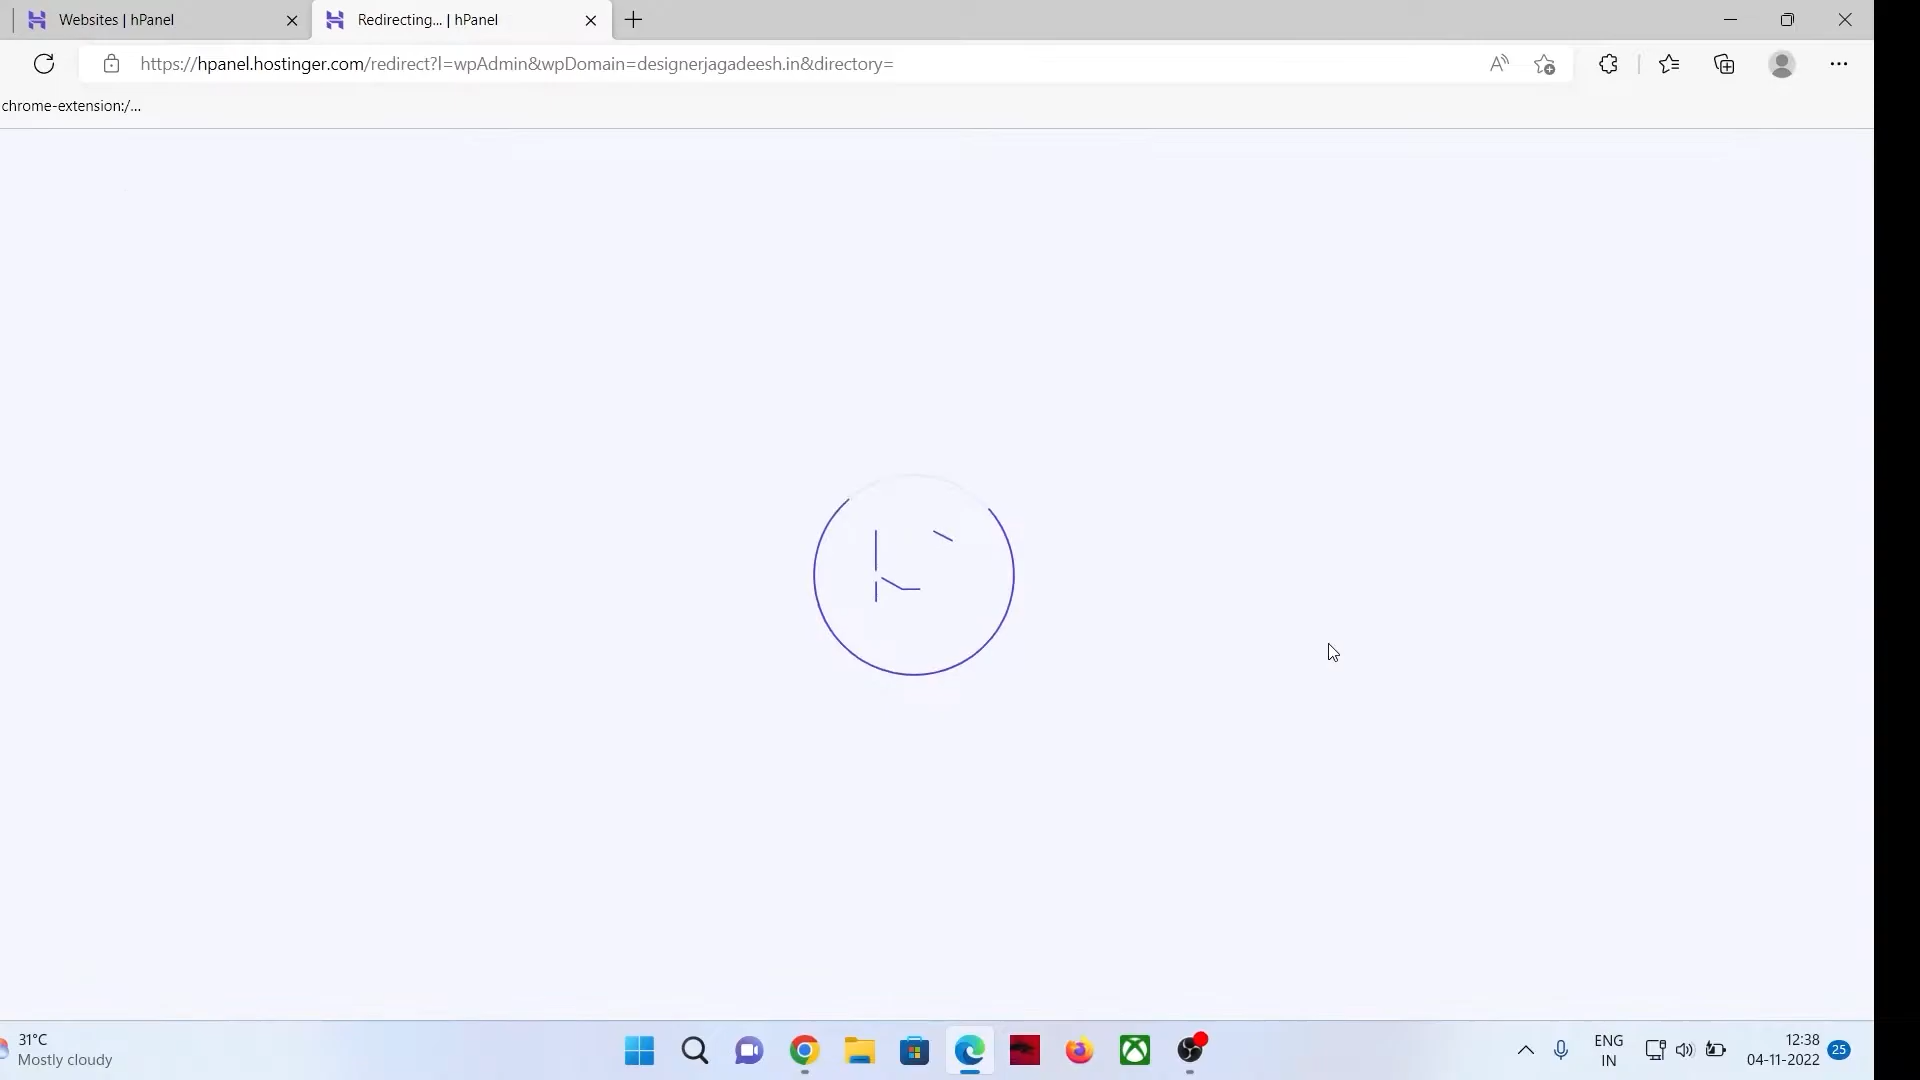 Websites | hPanel
Redirecting... | hPanel
https://hpanel.hostinger.com/redirect?l=wpAdmin&wpDomain=designerjagadeesh.in&directory=
chrome-extension:/...
31°C
Mostly cloudy
ENG
IN
12:38
04-11-2022
25